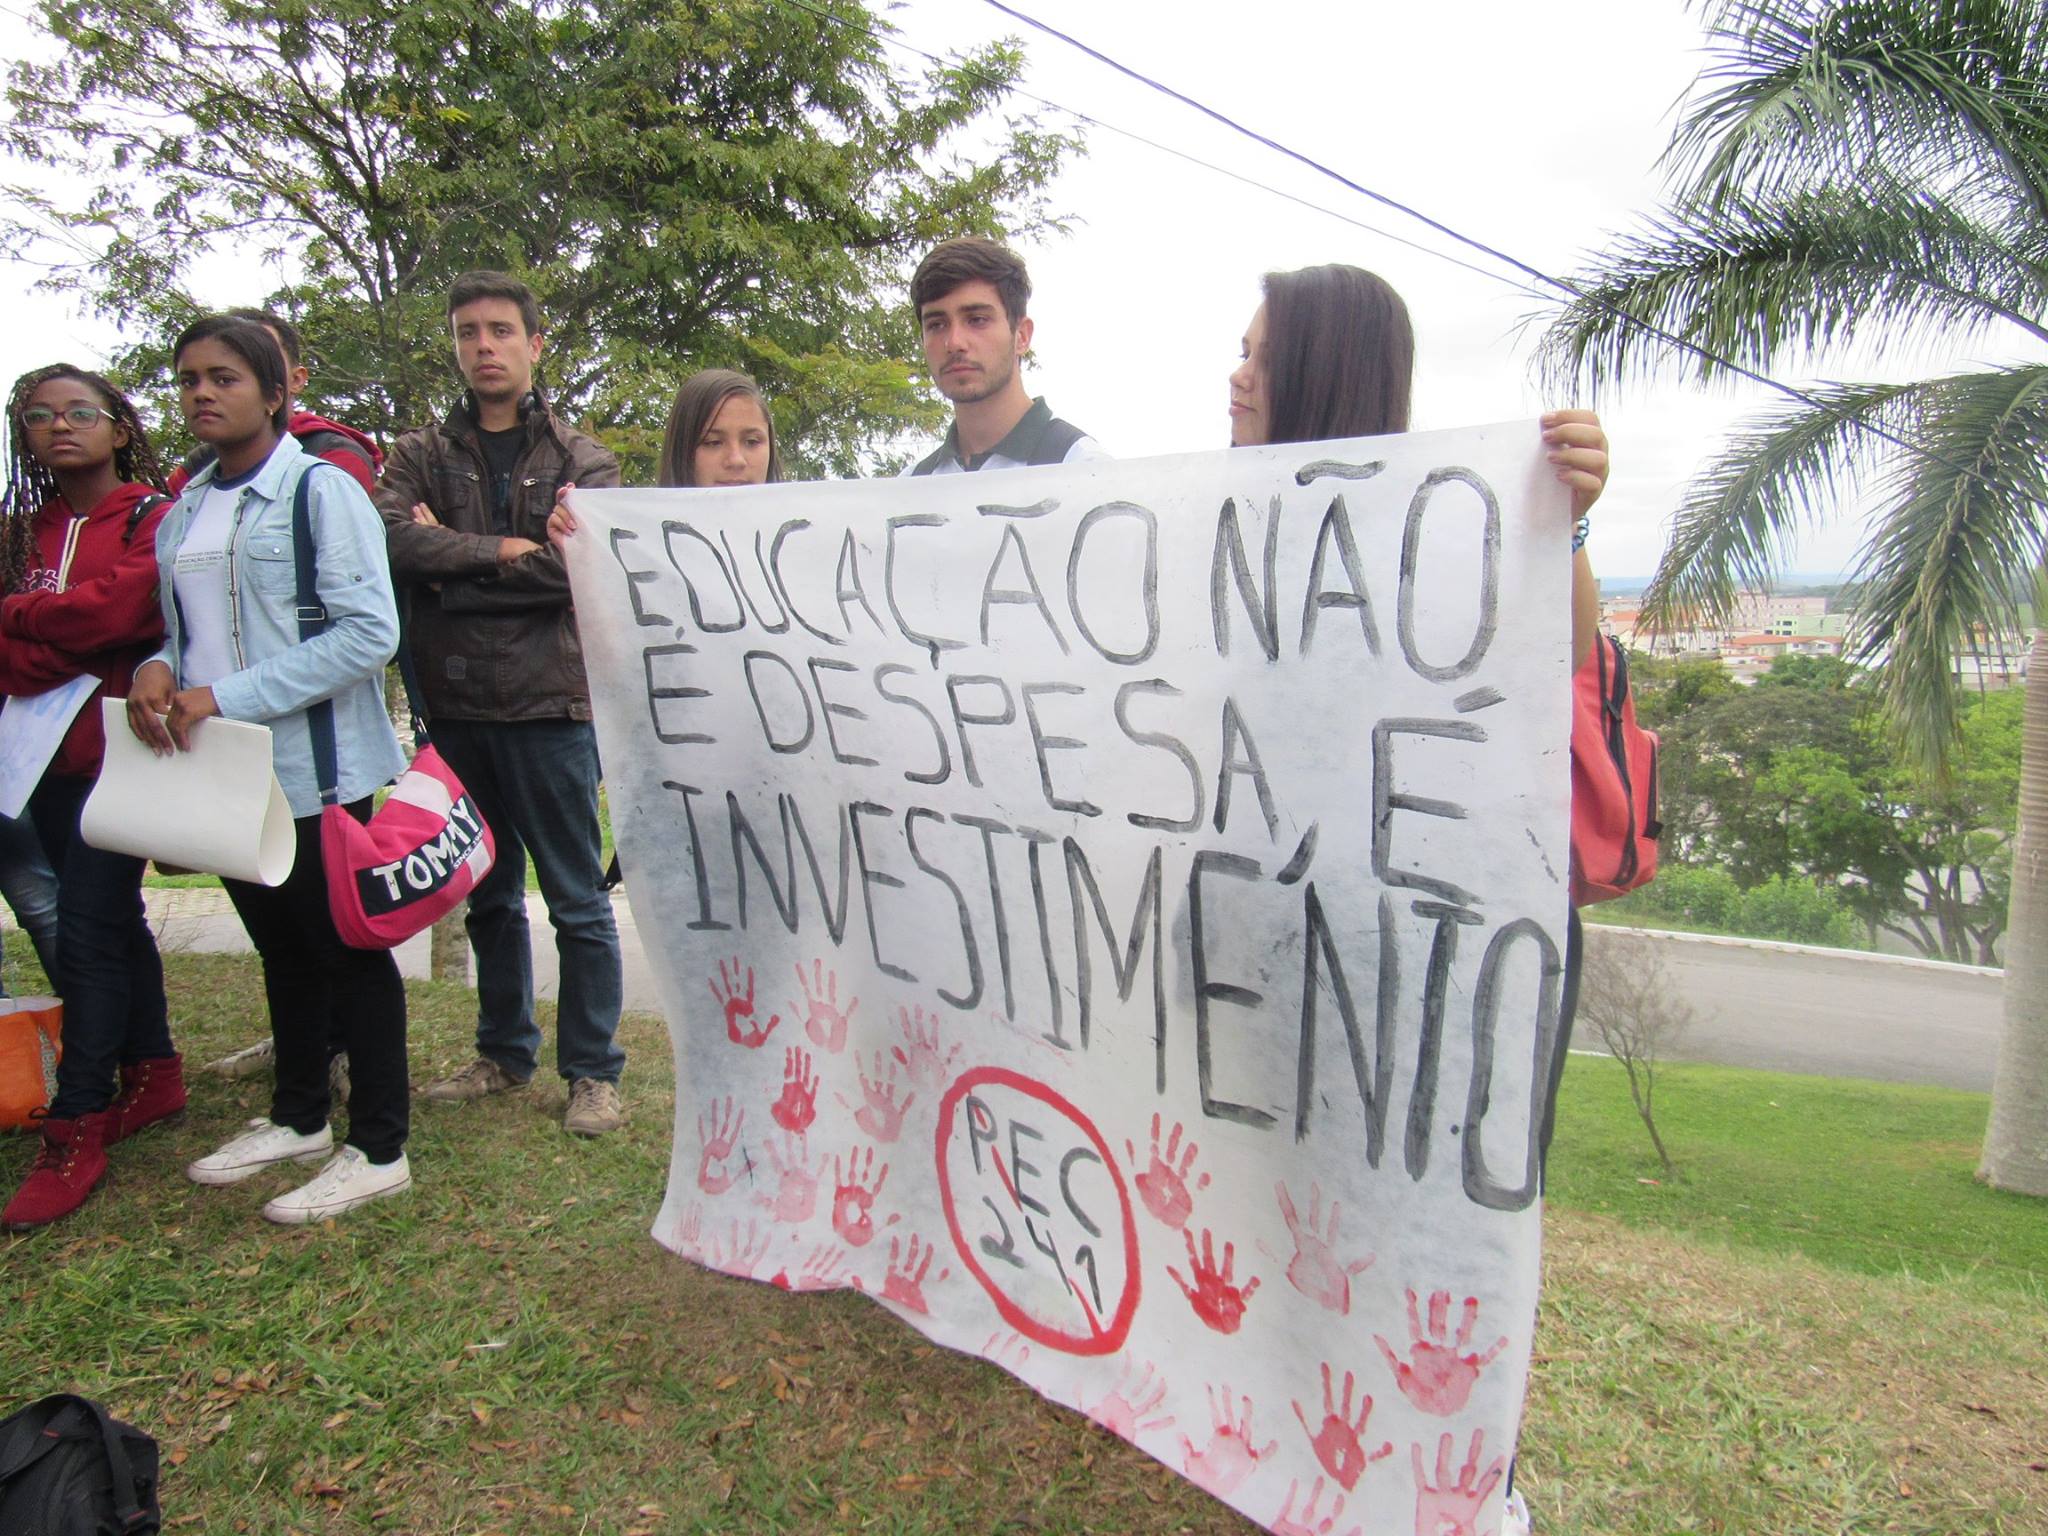 EDUCAÇÃO NÃO
É DESPESA, É
INVESTIMENTO
PEC
241
TOMMY